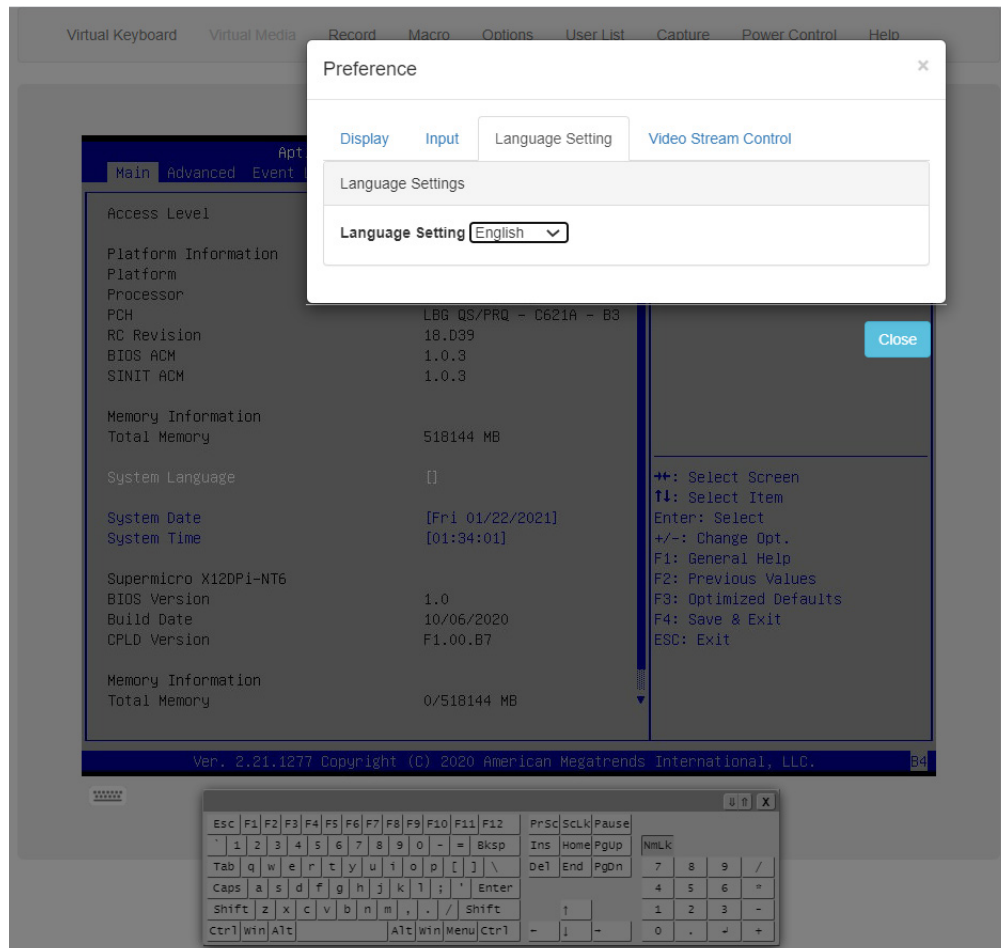 Virtual Keyboard Virtual Media Record Macro Options User List Capture Power Control Help
Preference ×
Display Input Language Setting Video Stream Control
Language Settings
Language Setting English
Close
Apt
Main Advanced Event
Access Level
Platform Information
Platform
Processor
PCH LBG QS/PRQ - C621A - B3
RC Revision 18.D39
BIOS ACM 1.0.3
SINIT ACM 1.0.3
Memory Information
Total Memory 518144 MB
System Language []
System Date [Fri 01/22/2021]
System Time [01:34:01]
Supermicro X12DPi-NT6
BIOS Version 1.0
Build Date 10/06/2020
CPLD Version F1.00.B7
Memory Information
Total Memory 0/518144 MB
→←: Select Screen
↑↓: Select Item
Enter: Select
+/-: Change Opt.
F1: General Help
F2: Previous Values
F3: Optimized Defaults
F4: Save & Exit
ESC: Exit
Ver. 2.21.1277 Copyright (C) 2020 American Megatrends International, LLC.
B4
⇓ ⇑ X
Esc F1 F2 F3 F4 F5 F6 F7 F8 F9 F10 F11 F12 PrSc ScLk Pause
` 1 2 3 4 5 6 7 8 9 0 - = Bksp Ins Home PgUp NmLk
Tab q w e r t y u i o p [ ] \ Del End PgDn 7 8 9 /
Caps a s d f g h j k l ; ' Enter 4 5 6 *
Shift z x c v b n m , . / Shift ↑ 1 2 3 -
Ctrl Win Alt Alt Win Menu Ctrl ← ↓ → 0 . ↵ +